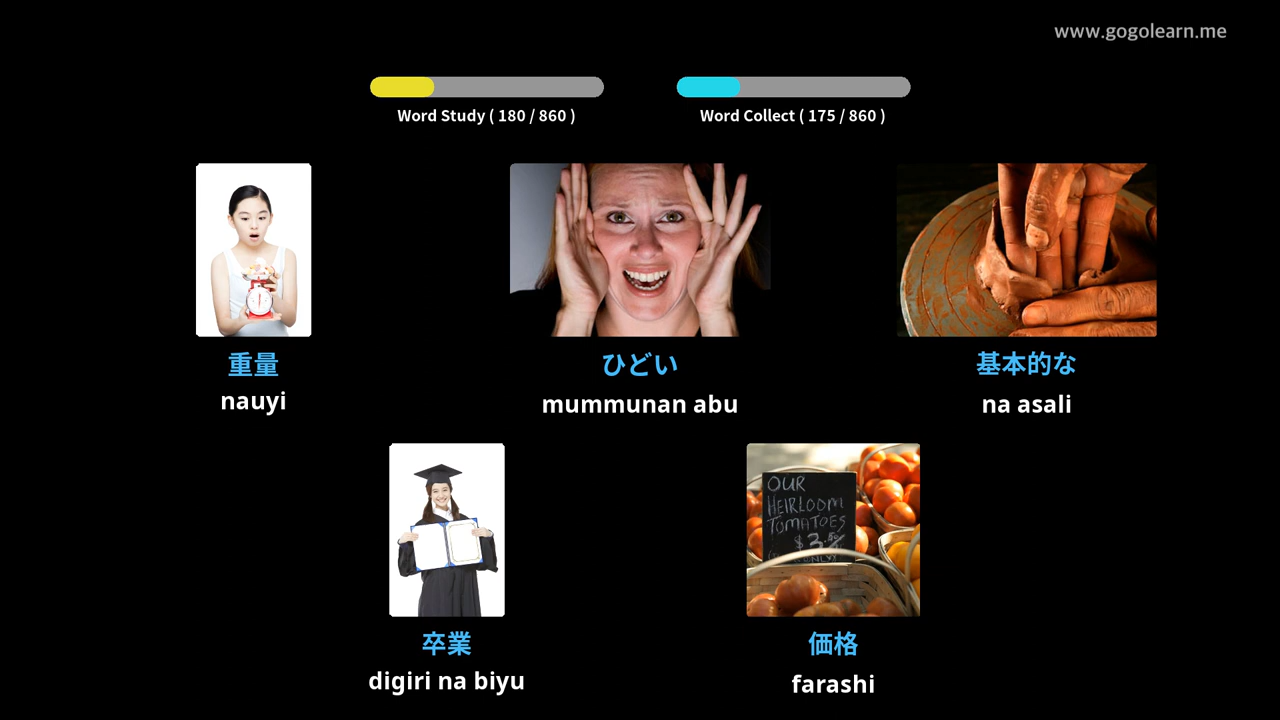 www.gogolearn.me
Word Study ( 180 / 860 )
Word Collect ( 175 / 860 )
重量
nauyi
ひどい
mummunan abu
基本的な
na asali
OUR
HEIRLOOM
TOMATOES
卒業
digiri na biyu
価格
farashi